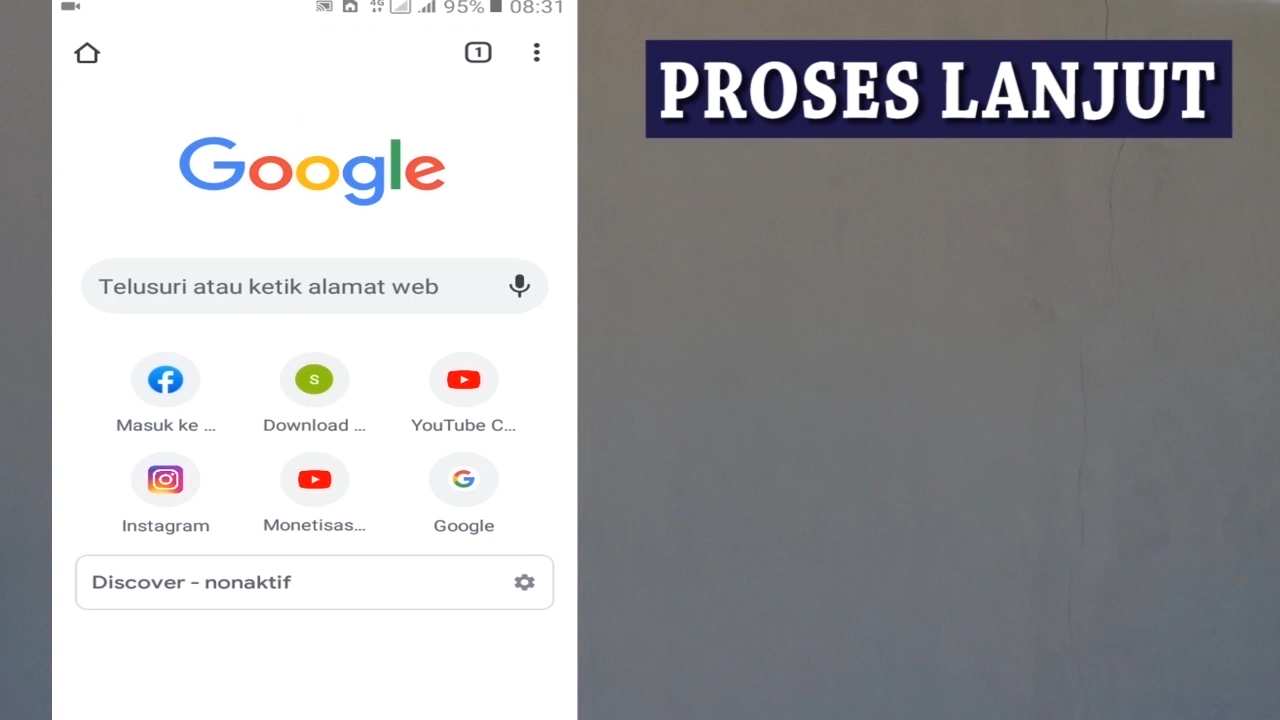 4G 95% 08:31
1
PROSES LANJUT
Google
Telusuri atau ketik alamat web
S
Masuk ke ...
Download ...
YouTube C...
Instagram
Monetisas...
Google
Discover - nonaktif